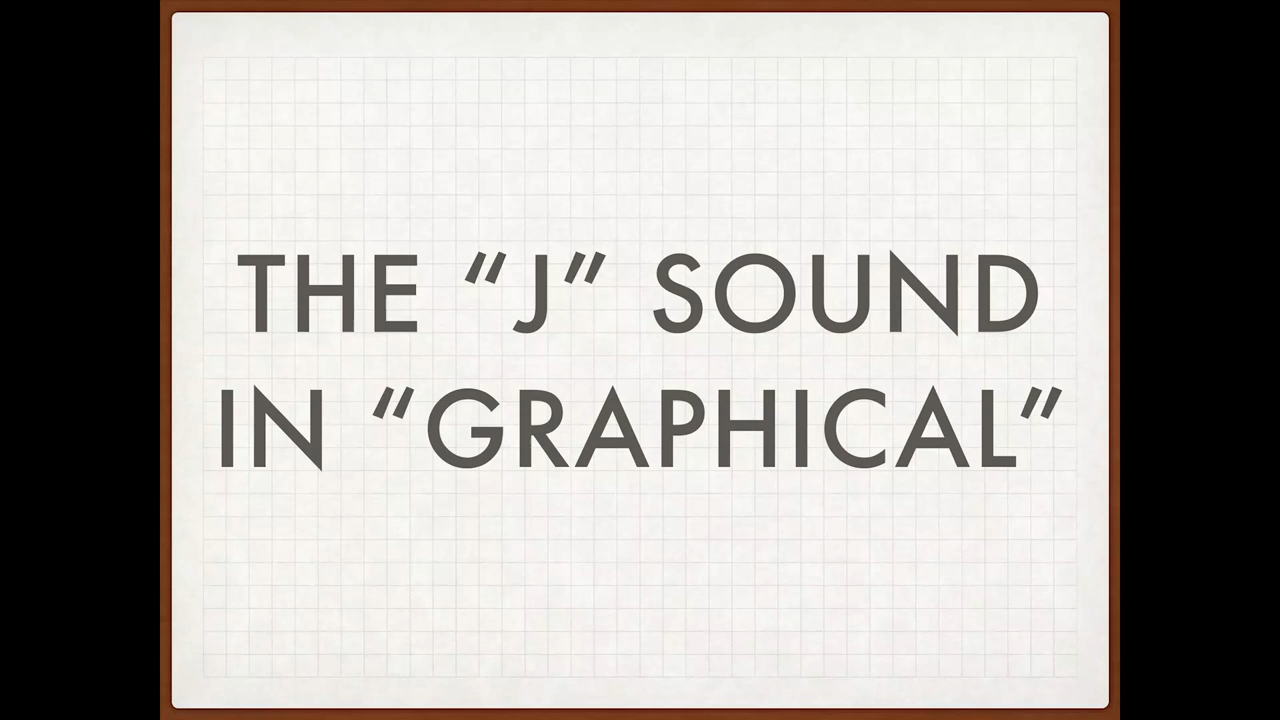 THE “J” SOUND
IN “GRAPHICAL”